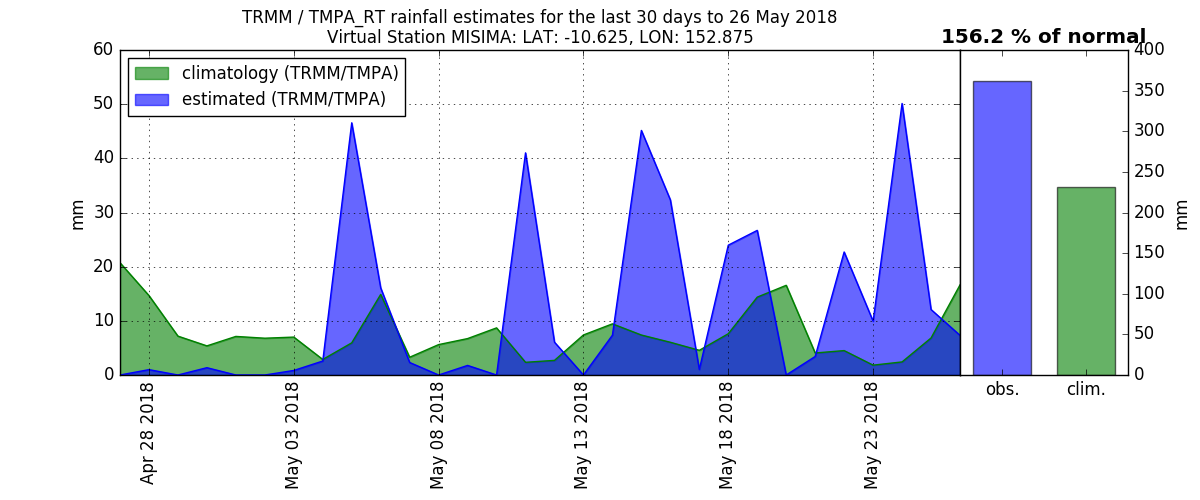 TRMM / TMPA_RT rainfall estimates for the last 30 days to 26 May 2018
Virtual Station MISIMA: LAT: -10.625, LON: 152.875
156.2 % of normal
climatology (TRMM/TMPA)
estimated (TRMM/TMPA)
60
50
40
30
20
10
0
mm
Apr 28 2018
May 03 2018
May 08 2018
May 13 2018
May 18 2018
May 23 2018
obs.
clim.
400
350
300
250
200
150
100
50
0
mm